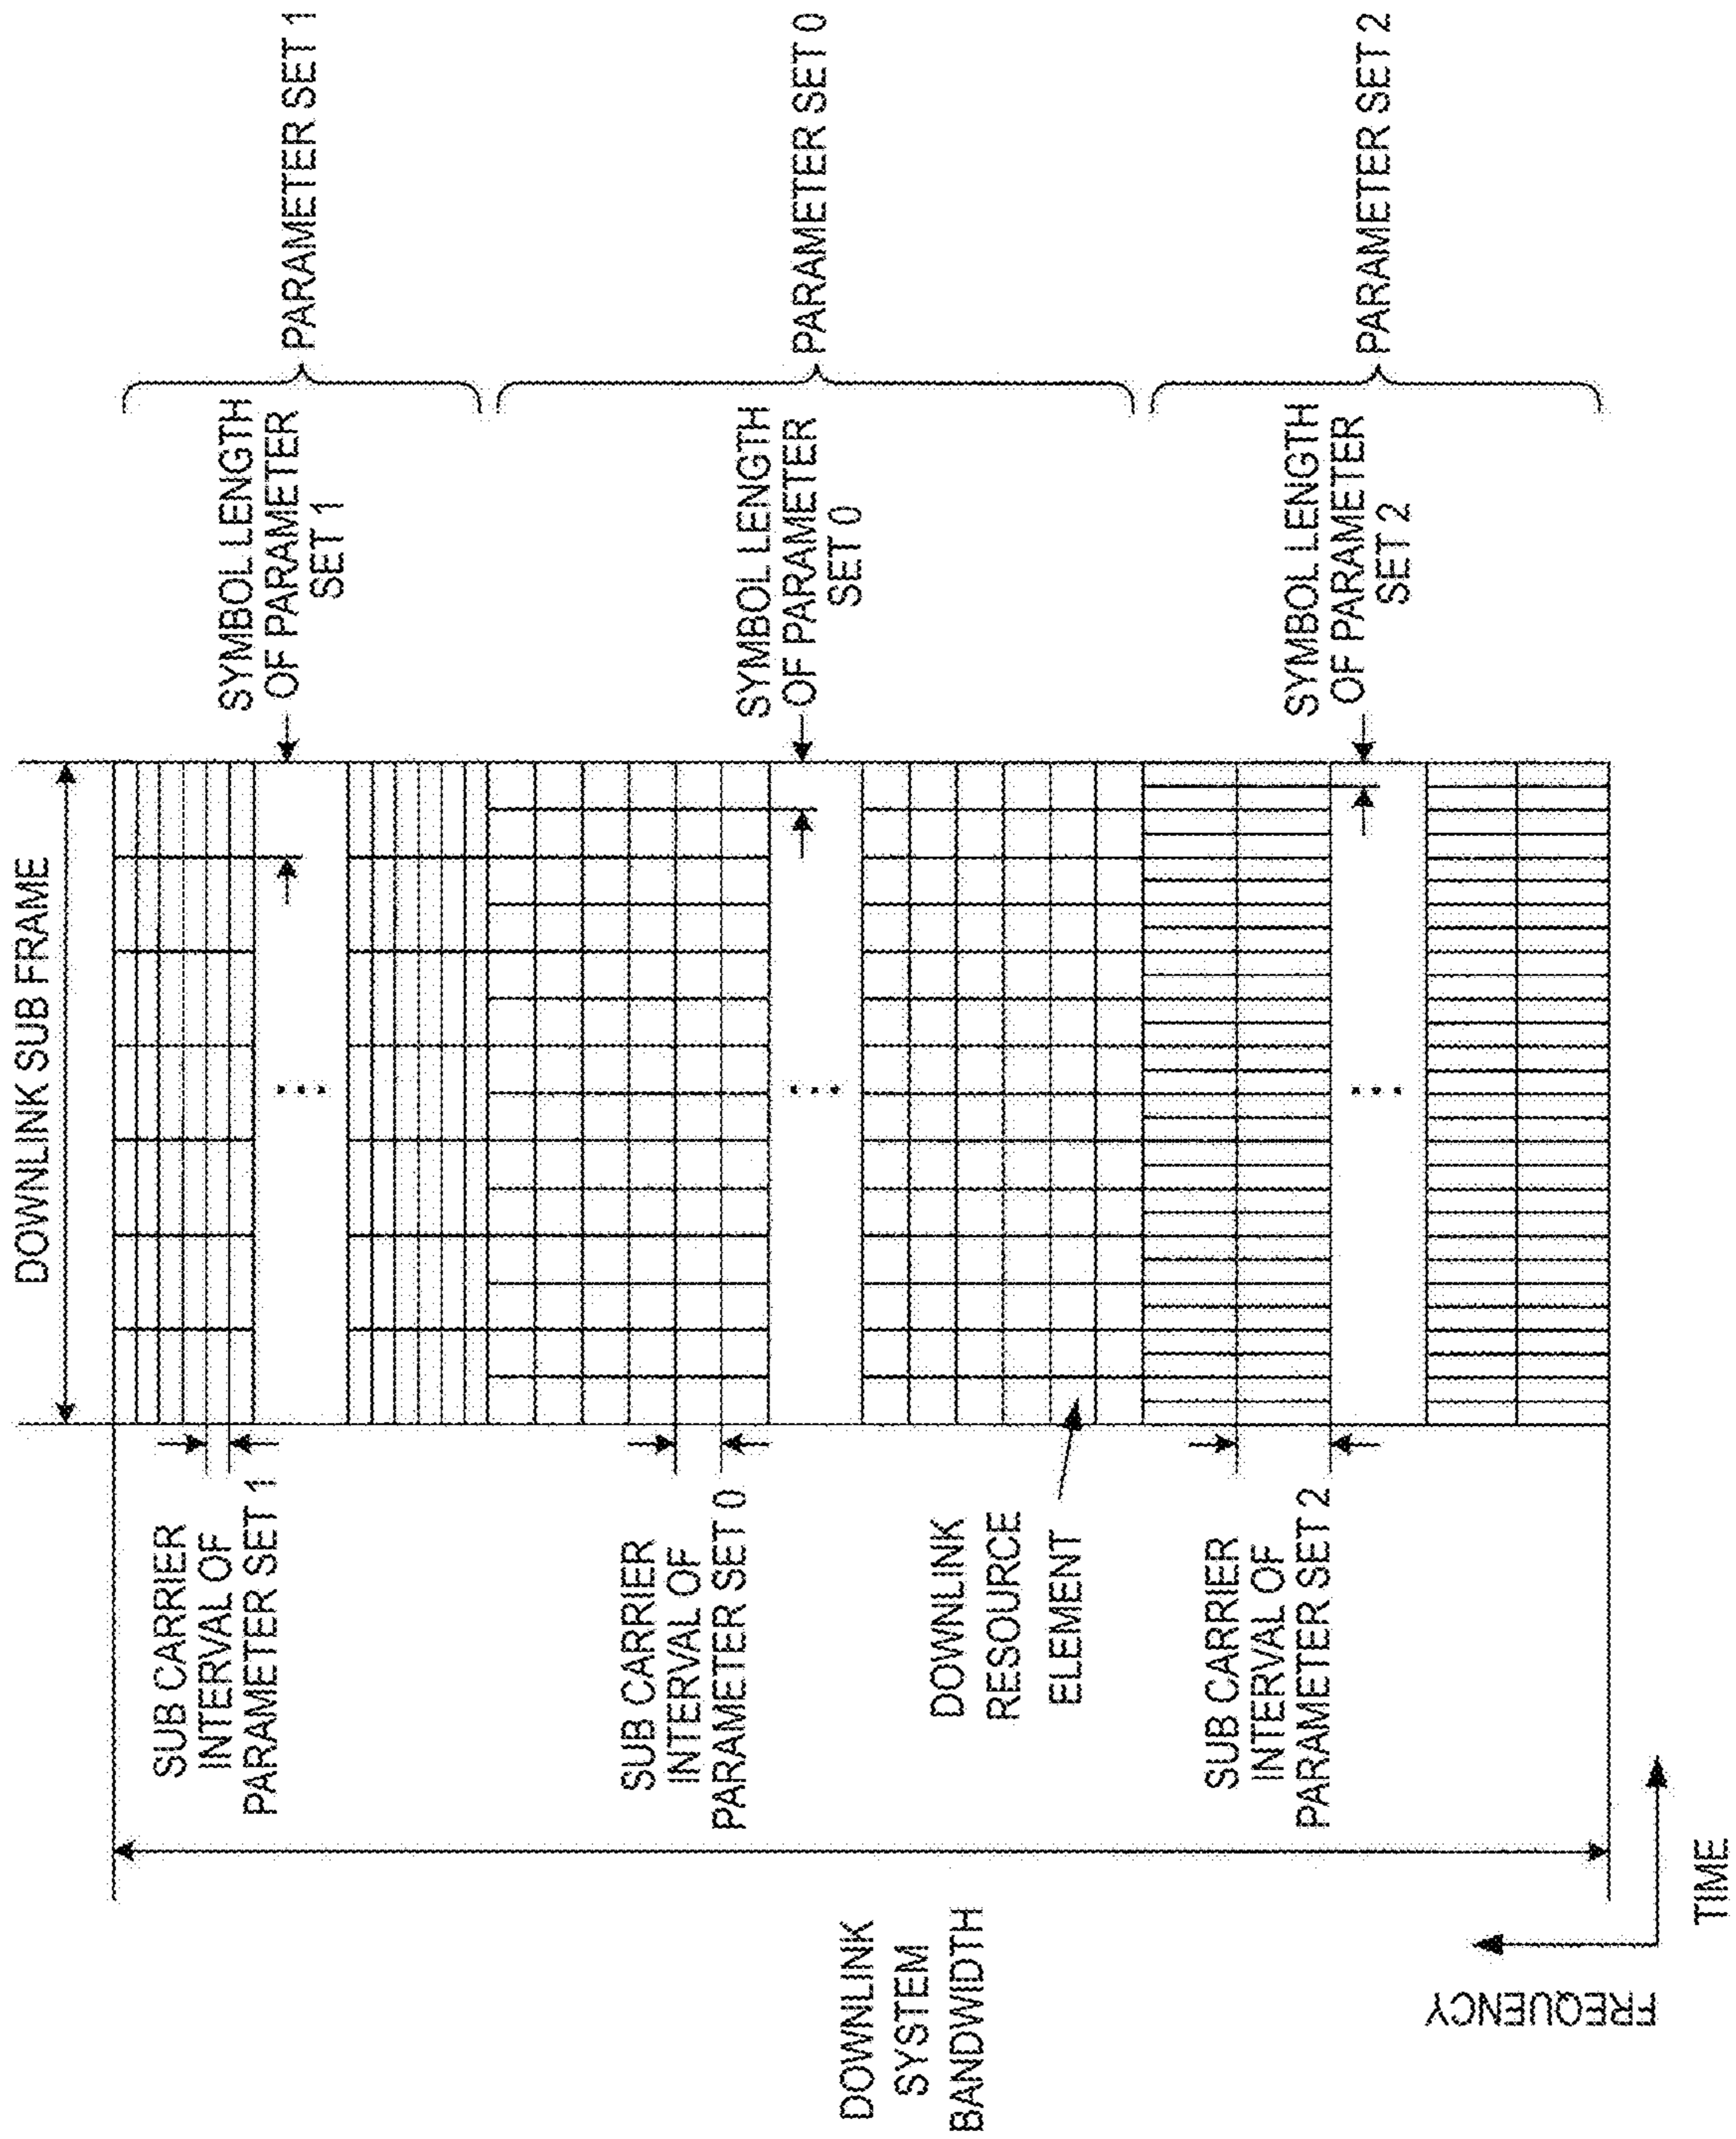 DOWNLINK SUB FRAME
SUB CARRIER
INTERVAL OF
PARAMETER SET 1
SYMBOL LENGTH
OF PARAMETER
SET 1
PARAMETER SET 1
SUB CARRIER
INTERVAL OF
PARAMETER SET 0
SYMBOL LENGTH
OF PARAMETER
SET 0
PARAMETER SET 0
DOWNLINK
SYSTEM
BANDWIDTH
DOWNLINK
RESOURCE
ELEMENT
SUB CARRIER
INTERVAL OF
PARAMETER SET 2
SYMBOL LENGTH
OF PARAMETER
SET 2
PARAMETER SET 2
FREQUENCY
TIME